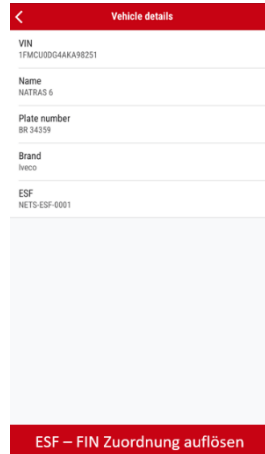 Vehicle details
VIN
1FMCU0DG4AKA98251
Name
NATRAS 6
Plate number
BR 34359
Brand
Iveco
ESF
NETS-ESF-0001
ESF – FIN Zuordnung auflösen